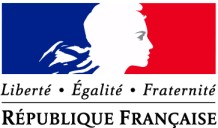 Liberté • Égalité • Fraternité
RÉPUBLIQUE FRANÇAISE